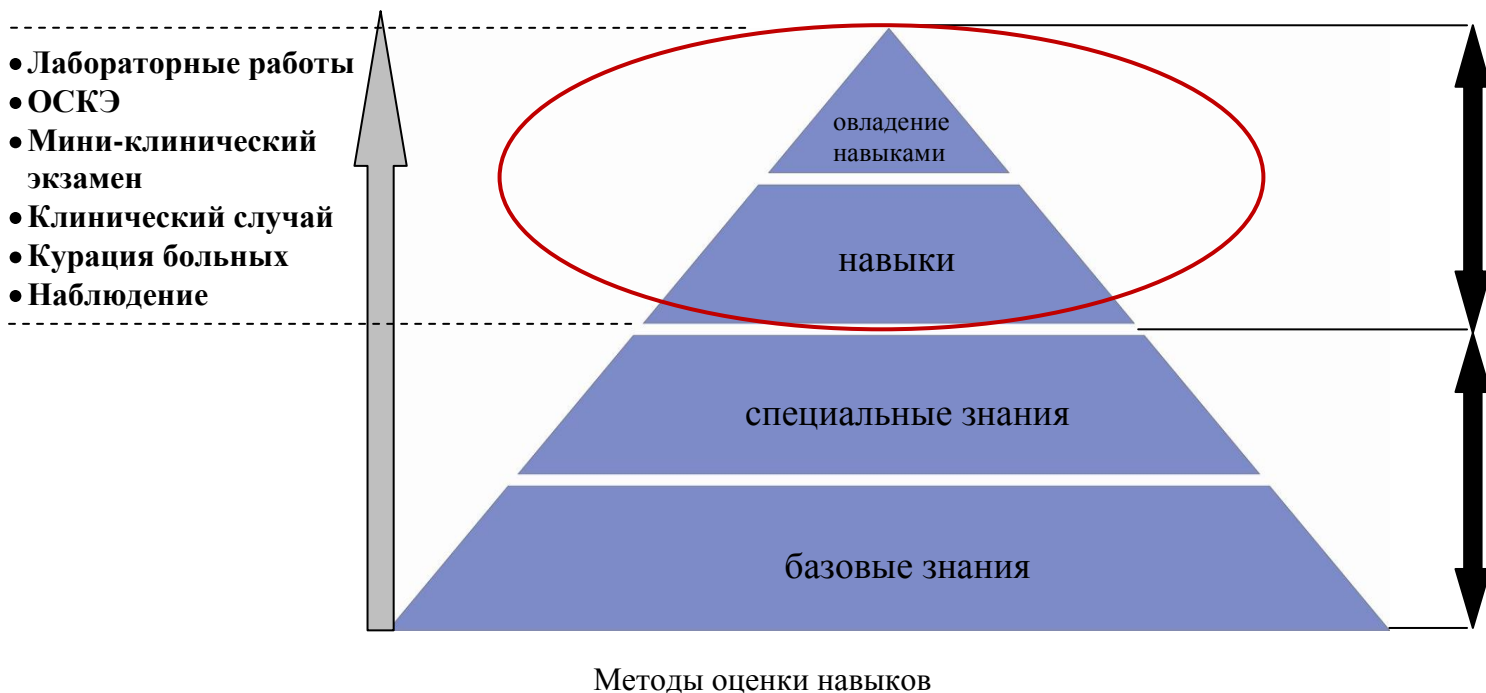 • Лабораторные работы
• ОСКЭ
• Мини-клинический
экзамен
• Клинический случай
• Курация больных
• Наблюдение
овладение
навыками
навыки
специальные знания
базовые знания
Методы оценки навыков